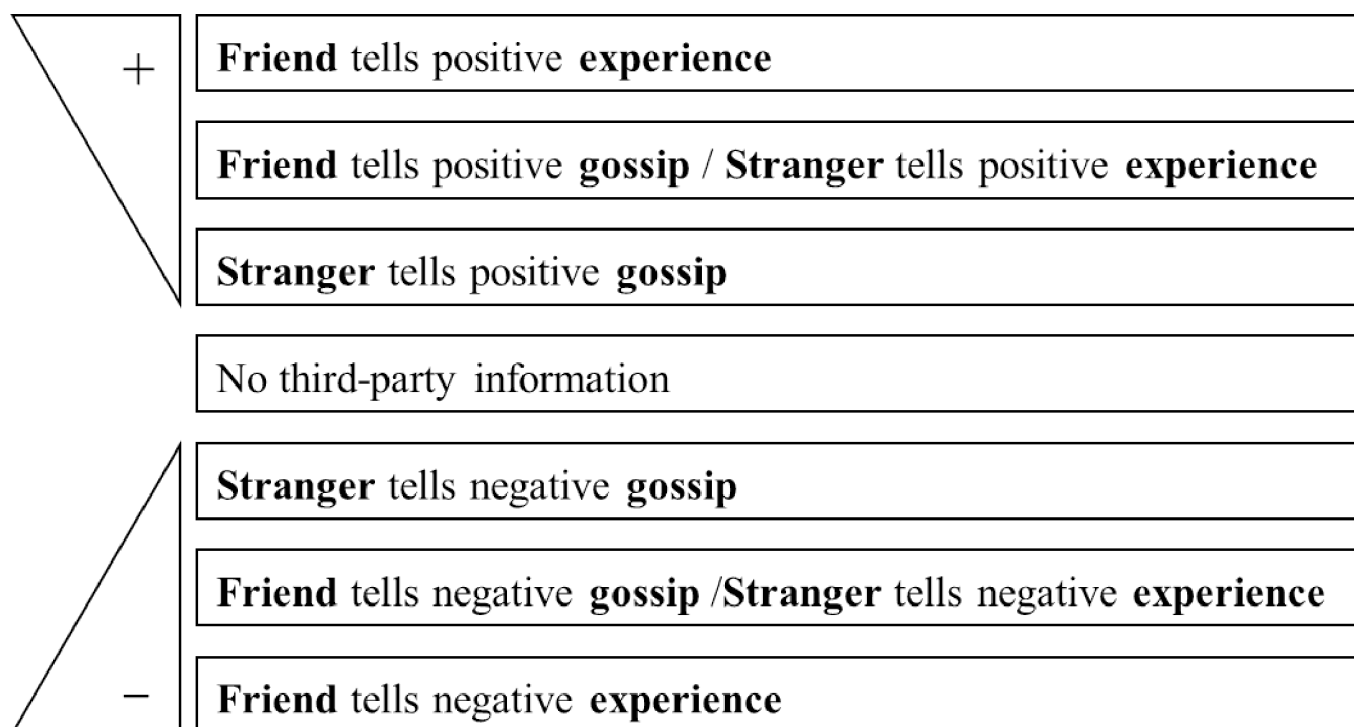 +
Friend tells positive experience
Friend tells positive gossip / Stranger tells positive experience
Stranger tells positive gossip
No third-party information
Stranger tells negative gossip
Friend tells negative gossip /Stranger tells negative experience
−
Friend tells negative experience